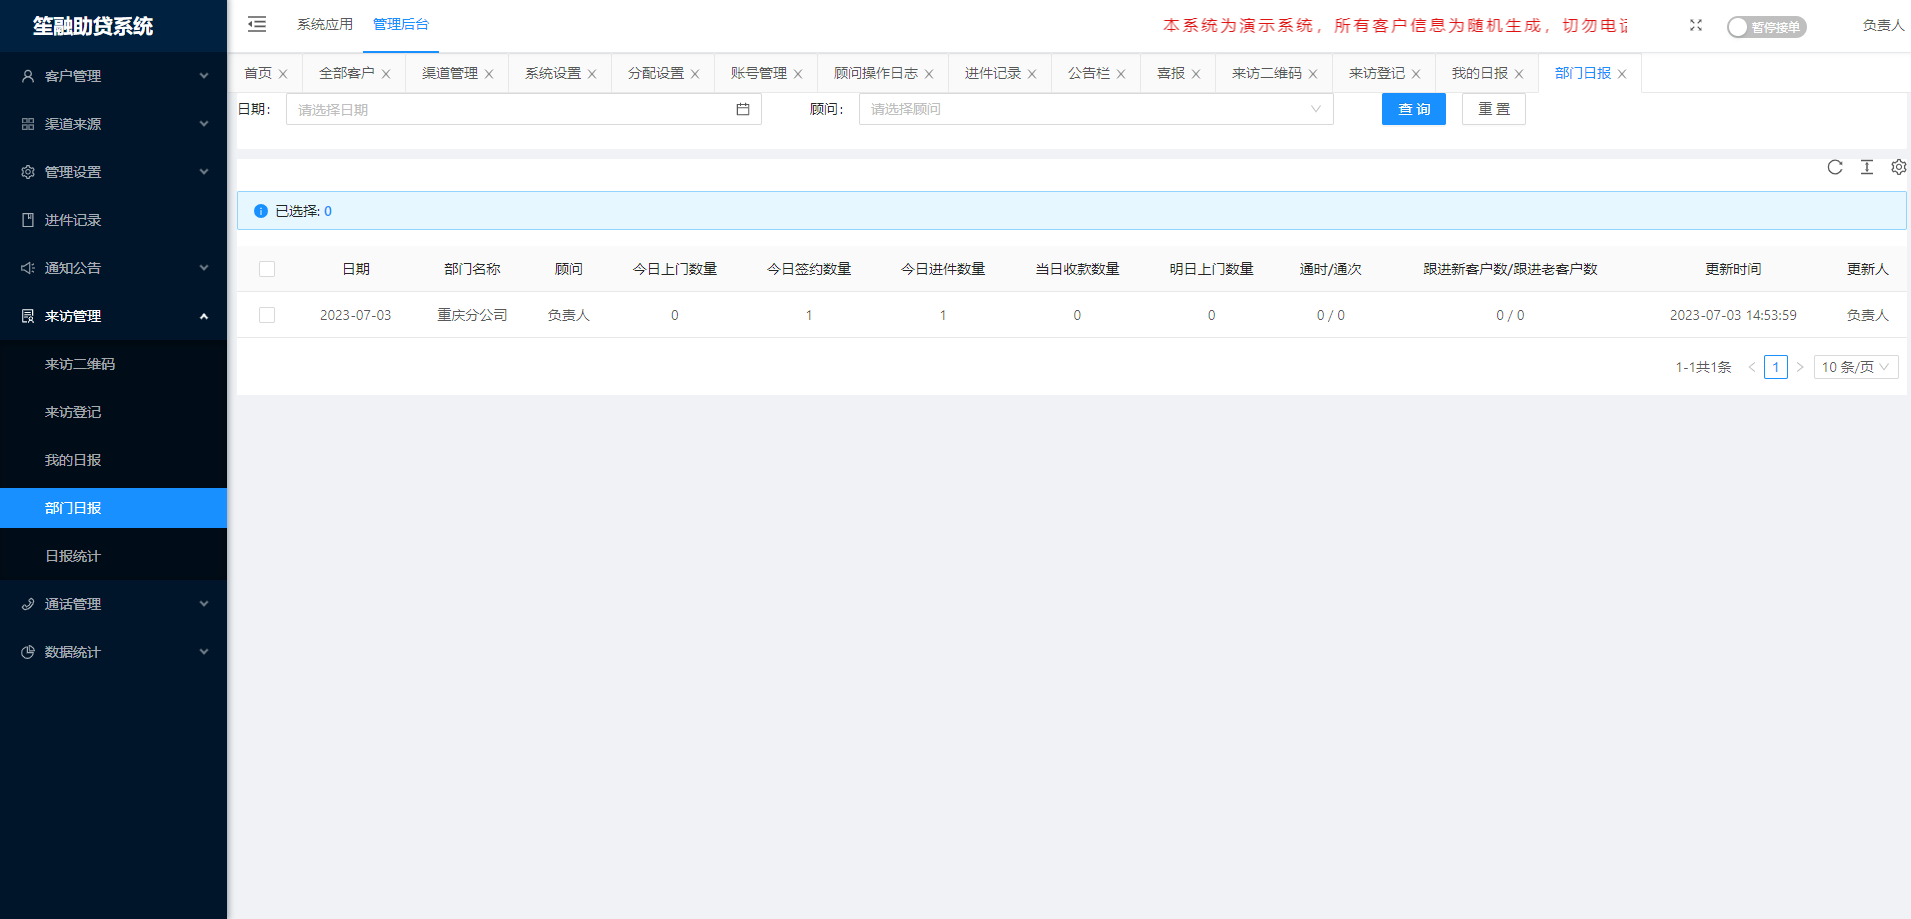 笙融助贷系统
系统应用 管理后台 本系统为演示系统，所有客户信息为随机生成，切勿电 暂停接单 负责人
首页 全部客户 渠道管理 系统设置 分配设置 账号管理 顾问操作日志 进件记录 公告栏 喜报 来访二维码 来访登记 我的日报 部门日报
客户管理
渠道来源
管理设置
进件记录
通知公告
来访管理
来访二维码
来访登记
我的日报
部门日报
日报统计
通话管理
数据统计
日期： 请选择日期 顾问： 请选择顾问 查 询 重 置
已选择: 0
日期 部门名称 顾问 今日上门数量 今日签约数量 今日进件数量 当日收款数量 明日上门数量 通时/通次 跟进新客户数/跟进老客户数 更新时间 更新人
2023-07-03 重庆分公司 负责人 0 1 1 0 0 0 / 0 0 / 0 2023-07-03 14:53:59 负责人
1-1共1条 1 10 条/页